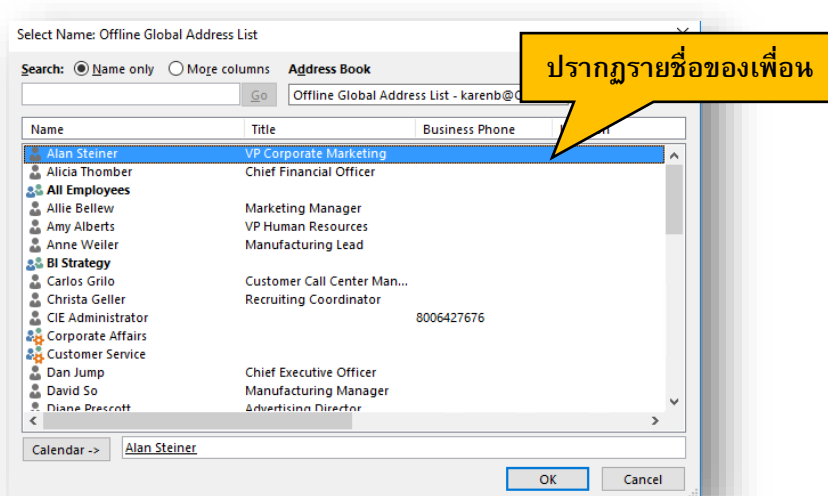 Select Name: Offline Global Address List
ปรากฏรายชื่อของเพื่อน
Search: Name only More columns Address Book
Go Offline Global Address List - karenb@
Name Title Business Phone
Alan Steiner VP Corporate Marketing
Alicia Thomber Chief Financial Officer
All Employees
Allie Bellew Marketing Manager
Amy Alberts VP Human Resources
Anne Weiler Manufacturing Lead
BI Strategy
Carlos Grilo Customer Call Center Man...
Christa Geller Recruiting Coordinator
CIE Administrator 8006427676
Corporate Affairs
Customer Service
Dan Jump Chief Executive Officer
David So Manufacturing Manager
Diane Prescott Advertising Director
Calendar -> Alan Steiner
OK Cancel